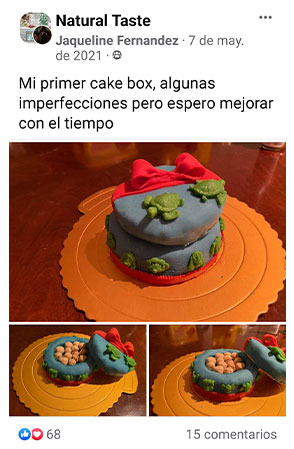 Natural Taste
Jaqueline Fernandez · 7 de may.
de 2021 ·
Mi primer cake box, algunas
imperfecciones pero espero mejorar
con el tiempo
68
15 comentarios